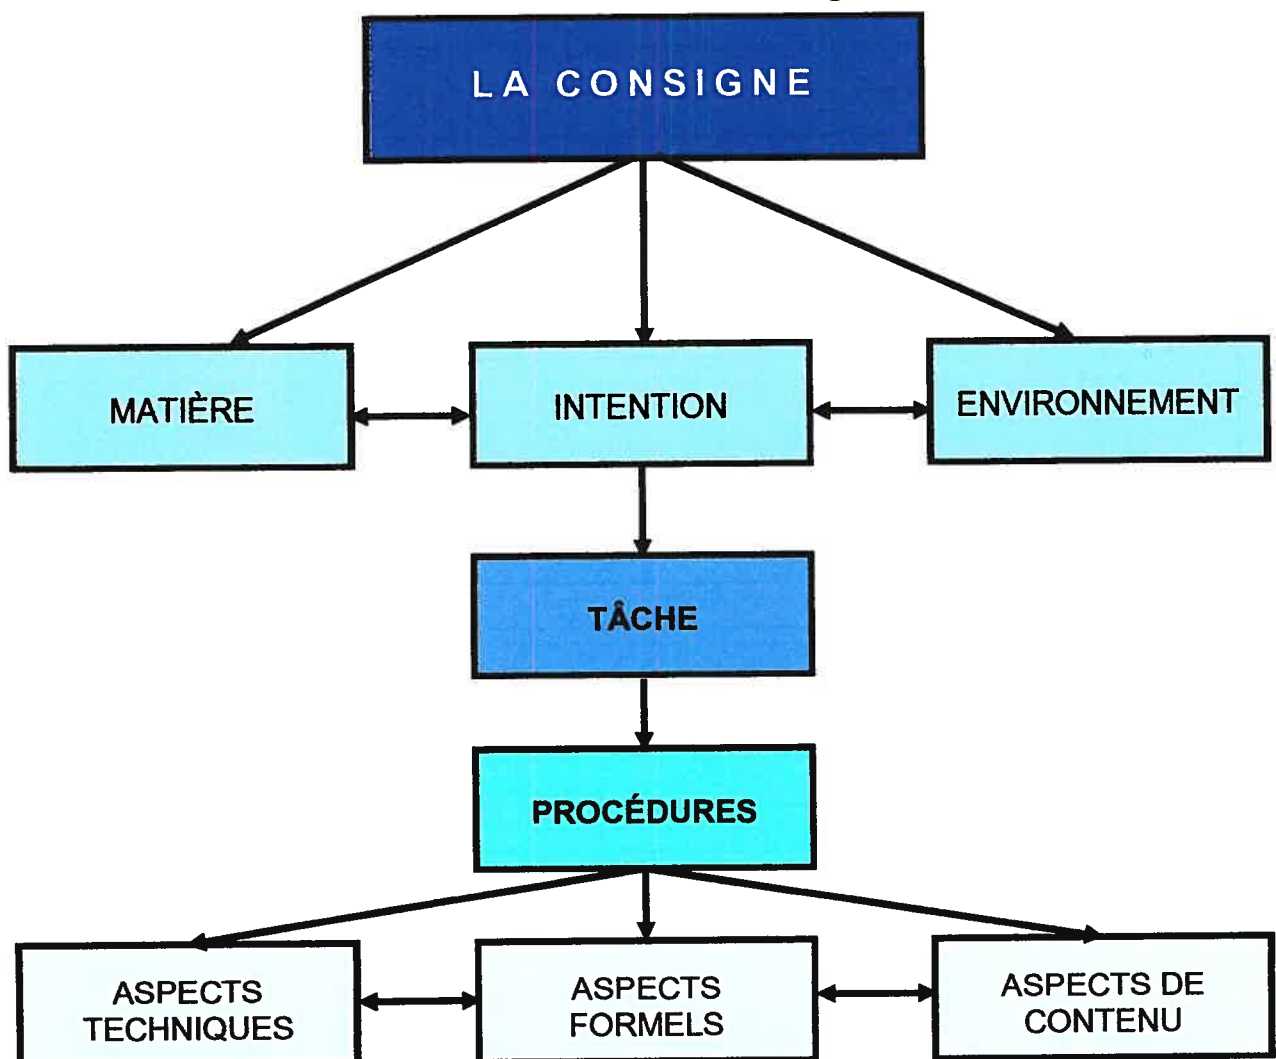 LA CONSIGNE
MATIÈRE
INTENTION
ENVIRONNEMENT
TÂCHE
PROCÉDURES
ASPECTS
TECHNIQUES
ASPECTS
FORMELS
ASPECTS DE
CONTENU